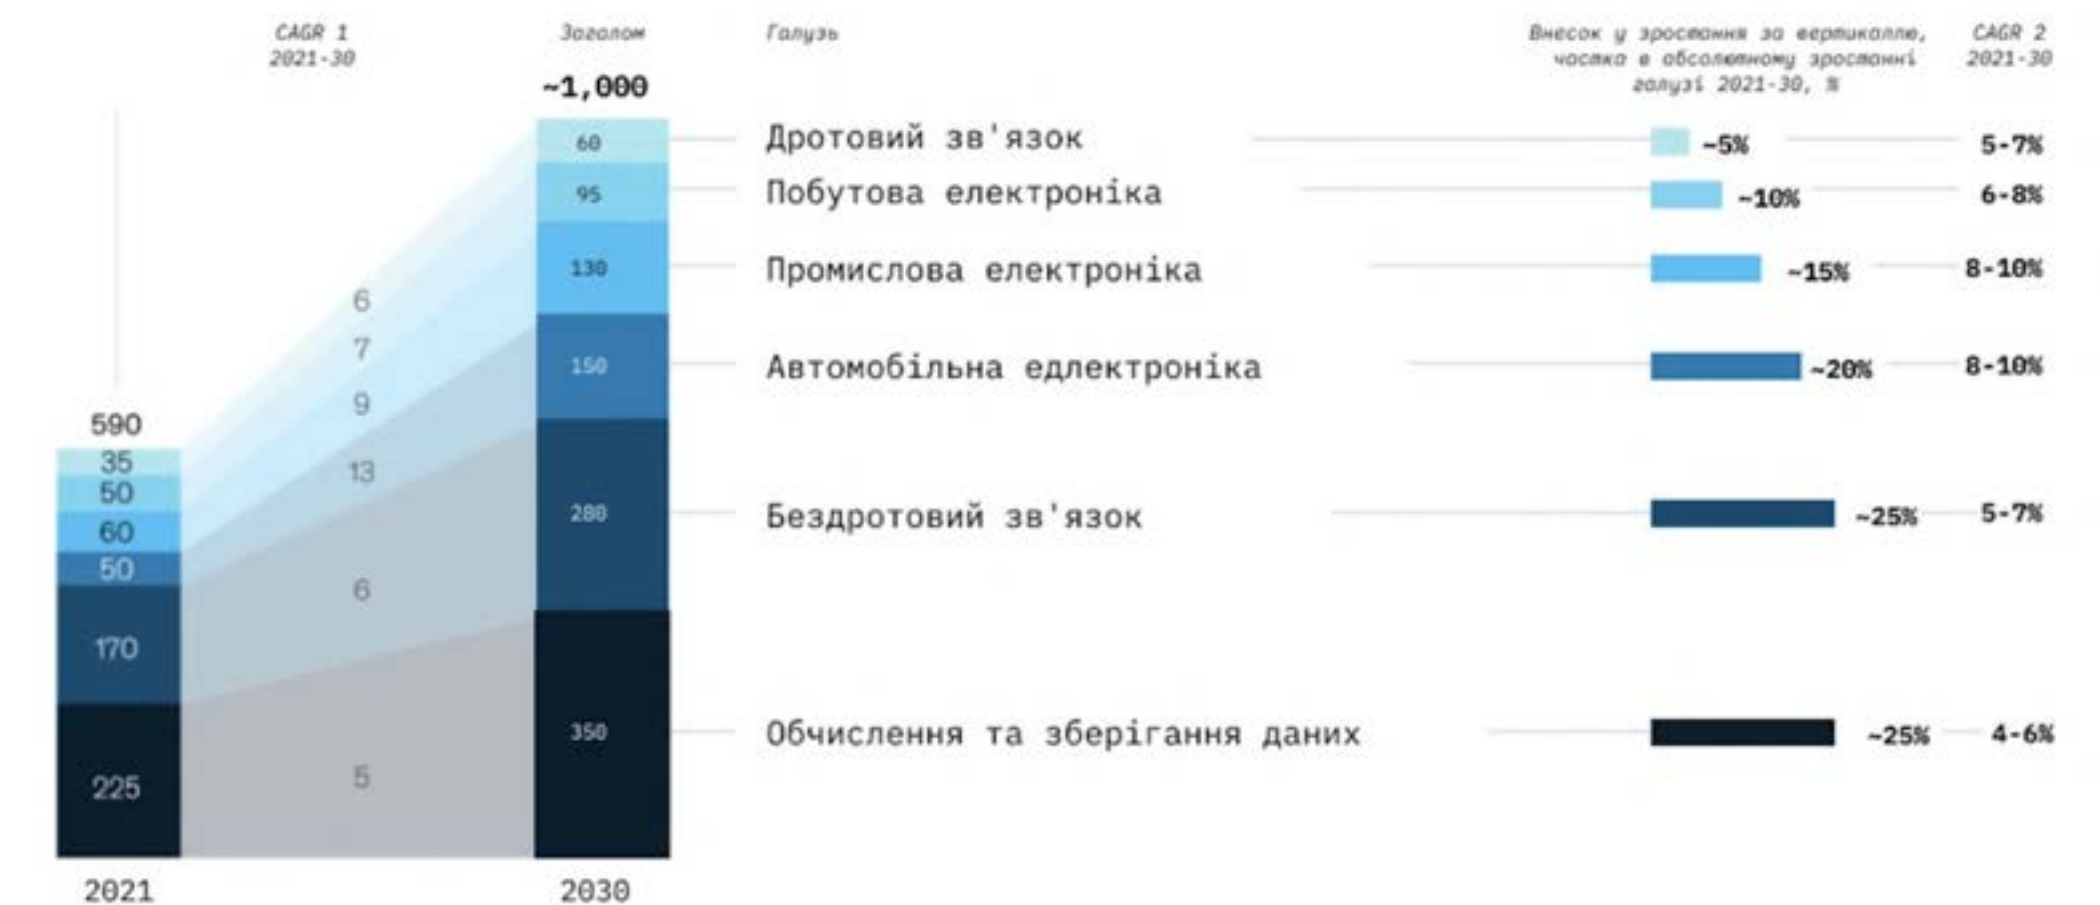 CAGR 1
2021-30
Загалом
Галузь
Внесок у зростання за вертикаллю,
частка в абсолютному зростанні
галузі 2021-30, %
CAGR 2
2021-30
~1,000
60
Дротовий зв'язок
~5%
5-7%
95
Побутова електроніка
~10%
6-8%
130
Промислова електроніка
~15%
8-10%
6
7
150
Автомобільна едлектроніка
~20%
8-10%
9
590
35
13
50
280
Бездротовий зв'язок
~25%
5-7%
60
50
6
170
350
Обчислення та зберігання даних
~25%
4-6%
225
5
2021
2030